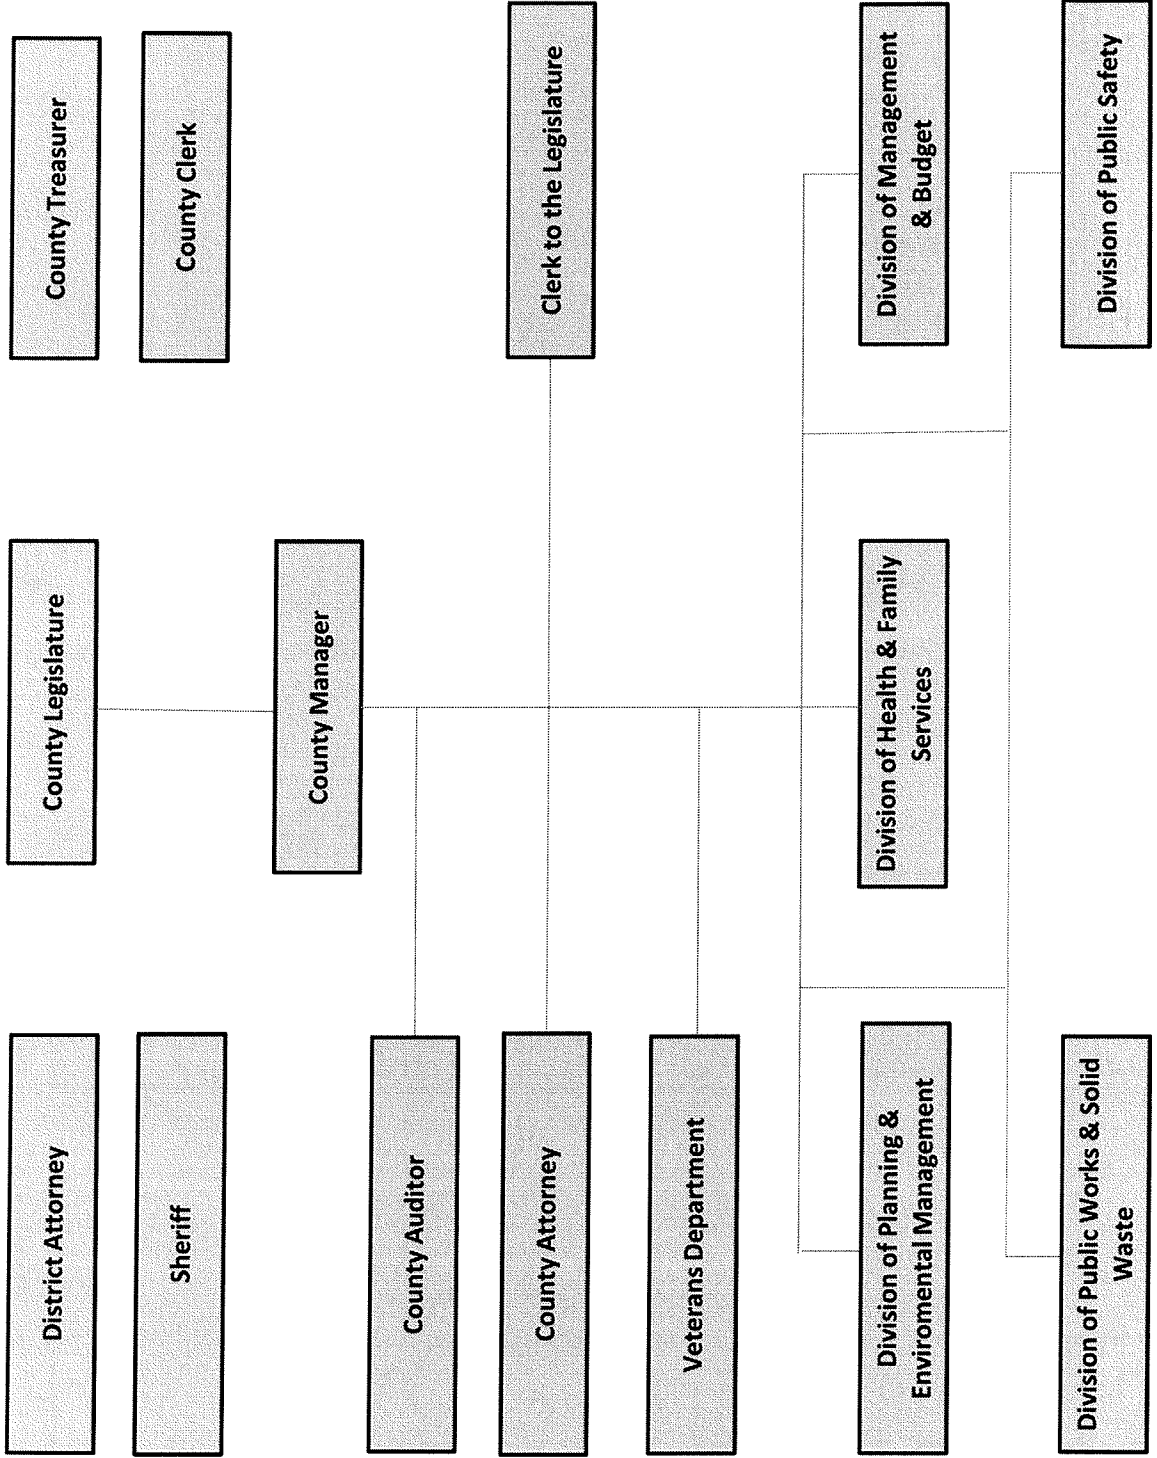 District Attorney
County Legislature
County Treasurer
Sheriff
County Clerk
County Manager
County Auditor
County Attorney
Clerk to the Legislature
Veterans Department
Division of Planning &
Enviromental Management
Division of Health & Family
Services
Division of Management
& Budget
Division of Public Works & Solid
Waste
Division of Public Safety